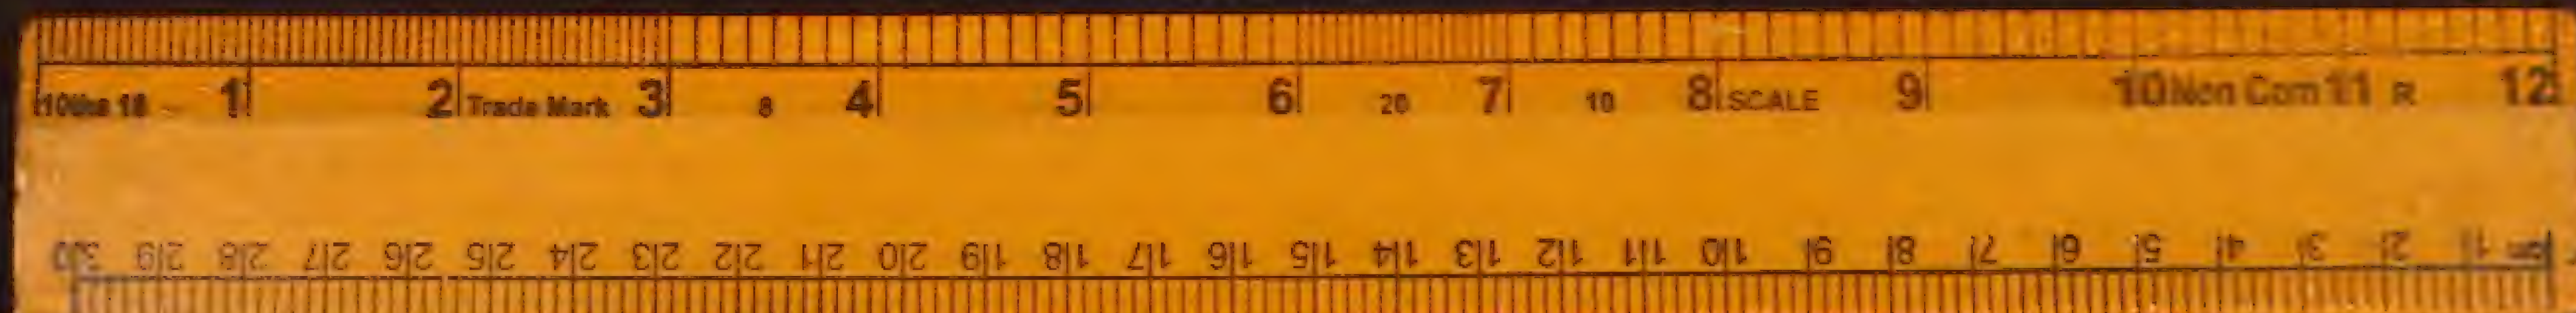 10ths 16 1 2 Trade Mark 3 8 4 5 6 20 7 10 8 SCALE 9 10 Non Com 11 R 12
cm 1 2 3 4 5 6 7 8 9 10 11 12 13 14 15 16 17 18 19 20 21 22 23 24 25 26 27 28 29 30